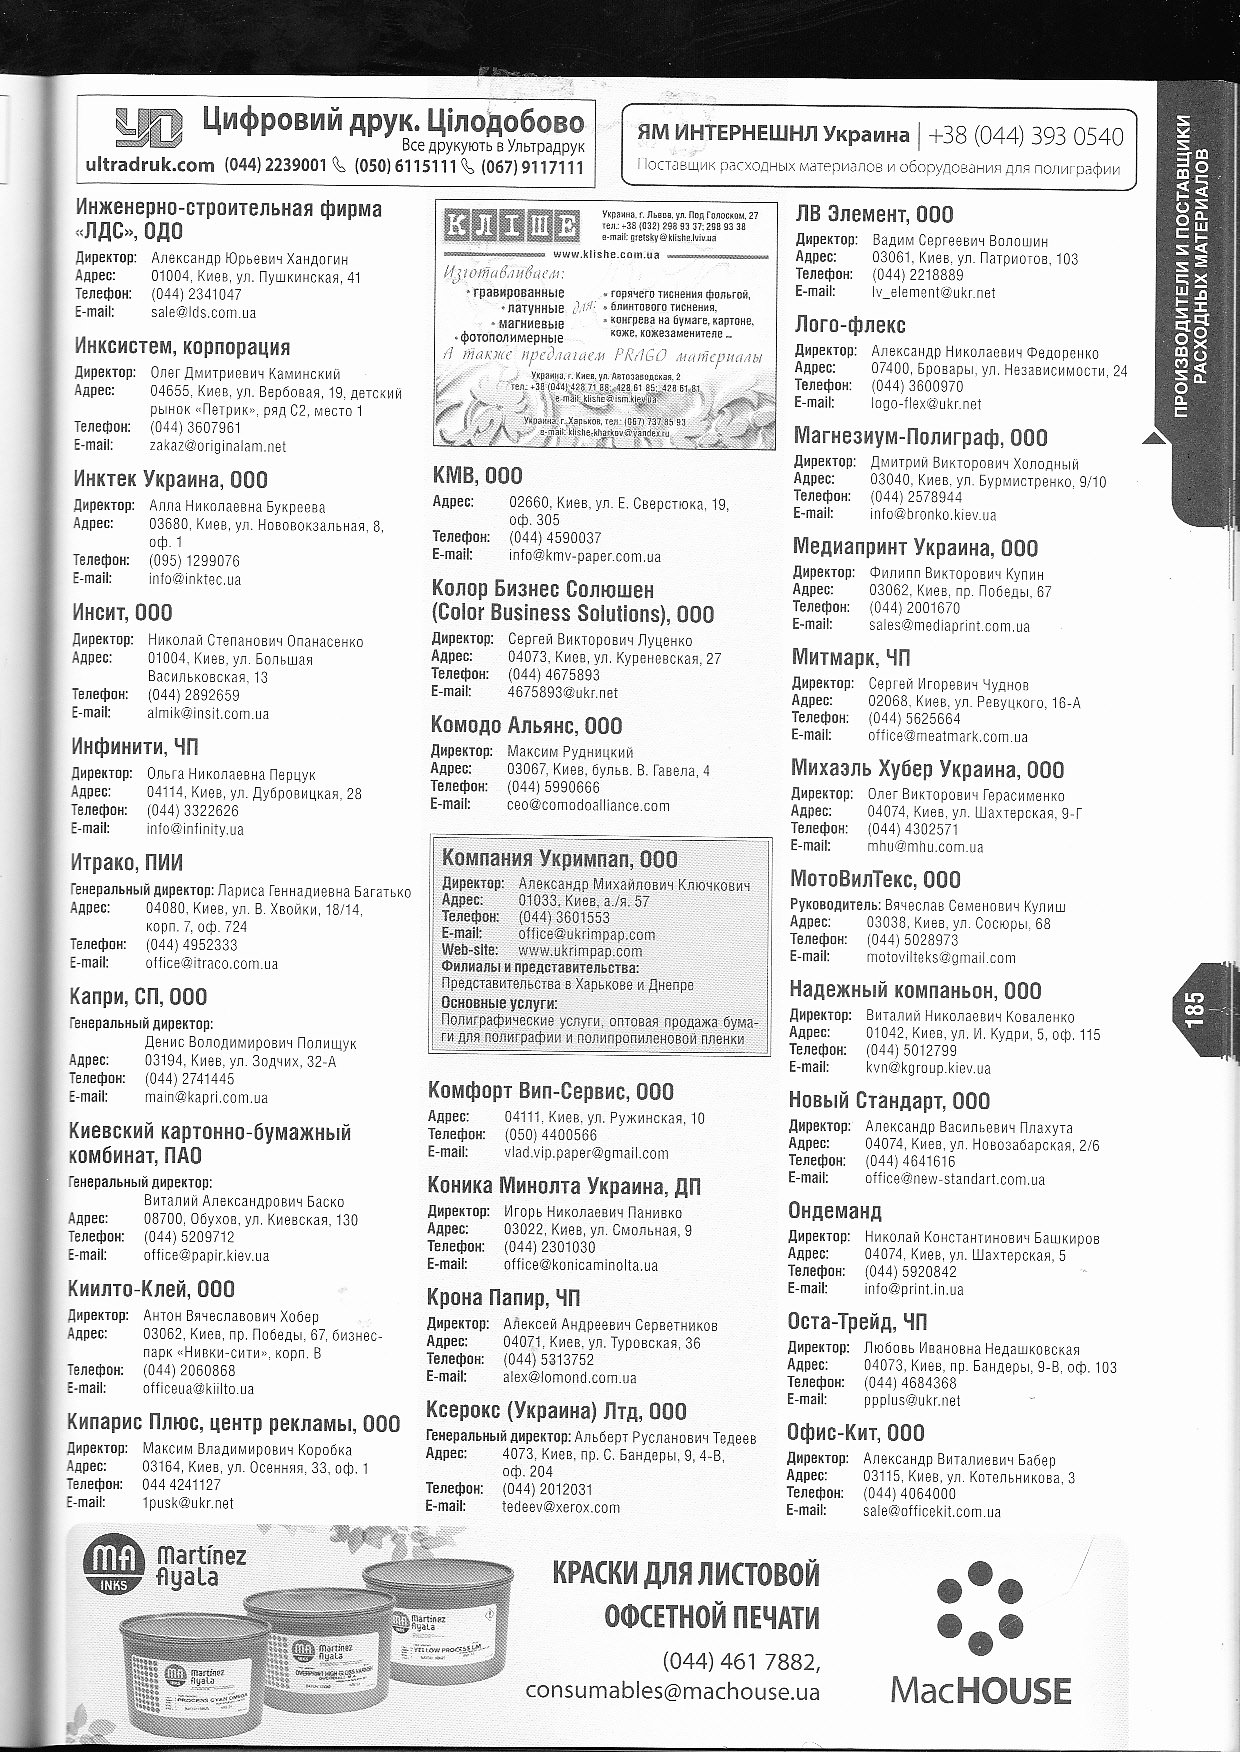 Цифровий друк. Цілодобово
Все друкують в Ультрадрук
ultradruk.com (044) 2239001 (050) 6115111 (067) 9117111
ЯМ ИНТЕРНЕШНЛ Украина | +38 (044) 393 0540
Поставщик расходных материалов и оборудования для полиграфии
ПРОИЗВОДИТЕЛИ И ПОСТАВЩИКИ
РАСХОДНЫХ МАТЕРИАЛОВ
Инженерно-строительная фирма
«ЛДС», ОДО
Директор: Александр Юрьевич Хандогин
Адрес: 01004, Киев, ул. Пушкинская, 41
Телефон: (044) 2341047
E-mail: sale@lds.com.ua
Инксистем, корпорация
Директор: Олег Дмитриевич Каминский
Адрес: 04655, Киев, ул. Вербовая, 19, детский
рынок «Петрик», ряд С2, место 1
Телефон: (044) 3607961
E-mail: zakaz@originalam.net
Инктек Украина, ООО
Директор: Алла Николаевна Букреева
Адрес: 03680, Киев, ул. Нововокзальная, 8,
оф. 1
Телефон: (095) 1299076
E-mail: info@inktec.ua
Инсит, ООО
Директор: Николай Степанович Опанасенко
Адрес: 01004, Киев, ул. Большая
Васильковская, 13
Телефон: (044) 2892659
E-mail: almik@insit.com.ua
Инфинити, ЧП
Директор: Ольга Николаевна Перцук
Адрес: 04114, Киев, ул. Дубровицкая, 28
Телефон: (044) 3322626
E-mail: info@infinity.ua
Итрако, ПИИ
Генеральный директор: Лариса Геннадиевна Багатько
Адрес: 04080, Киев, ул. В. Хвойки, 18/14,
корп. 7, оф. 724
Телефон: (044) 4952333
E-mail: office@itraco.com.ua
Капри, СП, ООО
Генеральный директор:
Денис Володимирович Полищук
Адрес: 03194, Киев, ул. Зодчих, 32-А
Телефон: (044) 2741445
E-mail: main@kapri.com.ua
Киевский картонно-бумажный
комбинат, ПАО
Генеральный директор:
Виталий Александрович Баско
Адрес: 08700, Обухов, ул. Киевская, 130
Телефон: (044) 5209712
E-mail: office@papir.kiev.ua
Киилто-Клей, ООО
Директор: Антон Вячеславович Хобер
Адрес: 03062, Киев, пр. Победы, 67, бизнес-
парк «Нивки-сити», корп. В
Телефон: (044) 2060868
E-mail: officeua@kiilto.ua
Кипарис Плюс, центр рекламы, ООО
Директор: Максим Владимирович Коробка
Адрес: 03164, Киев, ул. Осенняя, 33, оф. 1
Телефон: 044 4241127
E-mail: 1pusk@ukr.net
КЛІШЕ
Украина, г. Львов, ул. Под Голоском, 27
тел.: +38 (032) 298 93 37; 298 93 38
e-mail: gretsky@klishe.lviv.ua
www.klishe.com.ua
Изготавливаем:
• гравированные
• латунные
• магниевые
• фотополимерные
для:
• горячего тиснения фольгой,
• блинтового тиснения,
• конгрева на бумаге, картоне,
коже, кожезаменителе ...
А также предлагаем PRAGO материалы
Украина, г. Киев, ул. Автозаводская, 2
тел.: +38 (044) 428 71 88; 428 61 85; 428 61 81
e-mail: klishe@ism.kiev.ua
Украина, г. Харьков, тел.: (067) 737 85 93
e-mail: klishe-kharkov@yandex.ru
КМВ, ООО
Адрес: 02660, Киев, ул. Е. Сверстюка, 19,
оф. 305
Телефон: (044) 4590037
E-mail: info@kmv-paper.com.ua
Колор Бизнес Солюшен
(Color Business Solutions), ООО
Директор: Сергей Викторович Луценко
Адрес: 04073, Киев, ул. Куреневская, 27
Телефон: (044) 4675893
E-mail: 4675893@ukr.net
Комодо Альянс, ООО
Директор: Максим Рудницкий
Адрес: 03067, Киев, бульв. В. Гавела, 4
Телефон: (044) 5990666
E-mail: ceo@comodoalliance.com
Компания Укримпап, ООО
Директор: Александр Михайлович Ключкович
Адрес: 01033, Киев, а./я. 57
Телефон: (044) 3601553
E-mail: office@ukrimpap.com
Web-site: www.ukrimpap.com
Филиалы и представительства:
Представительства в Харькове и Днепре
Основные услуги:
Полиграфические услуги, оптовая продажа бума-
ги для полиграфии и полипропиленовой пленки
Комфорт Вип-Сервис, ООО
Адрес: 04111, Киев, ул. Ружинская, 10
Телефон: (050) 4400566
E-mail: vlad.vip.paper@gmail.com
Коника Минолта Украина, ДП
Директор: Игорь Николаевич Панивко
Адрес: 03022, Киев, ул. Смольная, 9
Телефон: (044) 2301030
E-mail: office@konicaminolta.ua
Крона Папир, ЧП
Директор: Алексей Андреевич Серветников
Адрес: 04071, Киев, ул. Туровская, 36
Телефон: (044) 5313752
E-mail: alex@lomond.com.ua
Ксерокс (Украина) Лтд, ООО
Генеральный директор: Альберт Русланович Тедеев
Адрес: 4073, Киев, пр. С. Бандеры, 9, 4-В,
оф. 204
Телефон: (044) 2012031
E-mail: tedeev@xerox.com
ЛВ Элемент, ООО
Директор: Вадим Сергеевич Волошин
Адрес: 03061, Киев, ул. Патриотов, 103
Телефон: (044) 2218889
E-mail: lv_element@ukr.net
Лого-флекс
Директор: Александр Николаевич Федоренко
Адрес: 07400, Бровары, ул. Независимости, 24
Телефон: (044) 3600970
E-mail: logo-flex@ukr.net
Магнезиум-Полиграф, ООО
Директор: Дмитрий Викторович Холодный
Адрес: 03040, Киев, ул. Бурмистренко, 9/10
Телефон: (044) 2578944
E-mail: info@bronko.kiev.ua
Медиапринт Украина, ООО
Директор: Филипп Викторович Купин
Адрес: 03062, Киев, пр. Победы, 67
Телефон: (044) 2001670
E-mail: sales@mediaprint.com.ua
Митмарк, ЧП
Директор: Сергей Игоревич Чуднов
Адрес: 02068, Киев, ул. Ревуцкого, 16-А
Телефон: (044) 5625664
E-mail: office@meatmark.com.ua
Михаэль Хубер Украина, ООО
Директор: Олег Викторович Герасименко
Адрес: 04074, Киев, ул. Шахтерская, 9-Г
Телефон: (044) 4302571
E-mail: mhu@mhu.com.ua
МотоВилТекс, ООО
Руководитель: Вячеслав Семенович Кулиш
Адрес: 03038, Киев, ул. Сосюры, 68
Телефон: (044) 5028973
E-mail: motovilteks@gmail.com
Надежный компаньон, ООО
Директор: Виталий Николаевич Коваленко
Адрес: 01042, Киев, ул. И. Кудри, 5, оф. 115
Телефон: (044) 5012799
E-mail: kvn@kgroup.kiev.ua
Новый Стандарт, ООО
Директор: Александр Васильевич Плахута
Адрес: 04074, Киев, ул. Новозабарская, 2/6
Телефон: (044) 4641616
E-mail: office@new-standart.com.ua
Ондеманд
Директор: Николай Константинович Башкиров
Адрес: 04074, Киев, ул. Шахтерская, 5
Телефон: (044) 5920842
E-mail: info@print.in.ua
Оста-Трейд, ЧП
Директор: Любовь Ивановна Недашковская
Адрес: 04073, Киев, пр. Бандеры, 9-В, оф. 103
Телефон: (044) 4684368
E-mail: ppplus@ukr.net
Офис-Кит, ООО
Директор: Александр Виталиевич Бабер
Адрес: 03115, Киев, ул. Котельникова, 3
Телефон: (044) 4064000
E-mail: sale@officekit.com.ua
185
MA INKS
Martínez
Ayala
КРАСКИ ДЛЯ ЛИСТОВОЙ
ОФСЕТНОЙ ПЕЧАТИ
(044) 461 7882,
consumables@machouse.ua
MacHOUSE